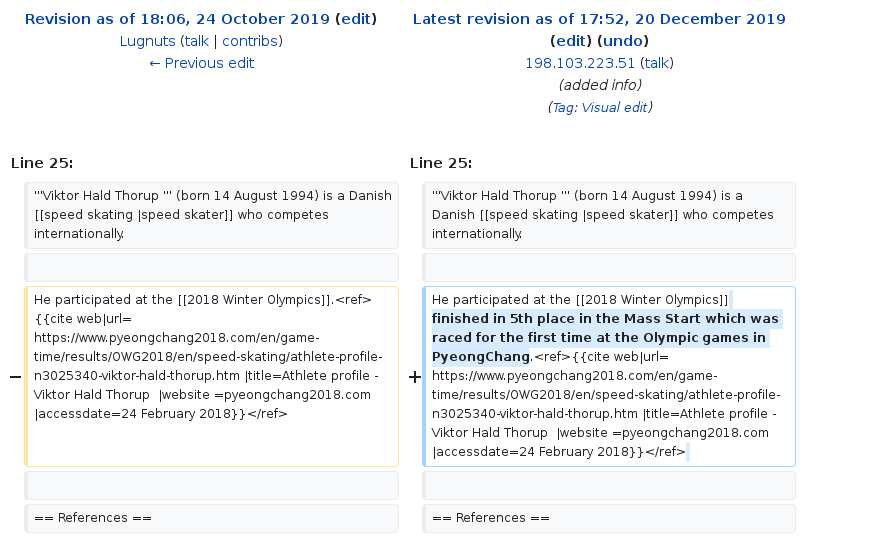 Revision as of 18:06, 24 October 2019 (edit)
Lugnuts (talk | contribs)
← Previous edit
Latest revision as of 17:52, 20 December 2019
(edit) (undo)
198.103.223.51 (talk)
(added info)
(Tag: Visual edit)
Line 25:
Line 25:
'''Viktor Hald Thorup ''' (born 14 August 1994) is a Danish
[[speed skating |speed skater]] who competes
internationally.
'''Viktor Hald Thorup ''' (born 14 August 1994) is a
Danish [[speed skating |speed skater]] who competes
internationally.
−
He participated at the [[2018 Winter Olympics]].<ref>
{{cite web|url=
https://www.pyeongchang2018.com/en/game-
time/results/OWG2018/en/speed-skating/athlete-profile-
n3025340-viktor-hald-thorup.htm |title=Athlete profile -
Viktor Hald Thorup  |website =pyeongchang2018.com
|accessdate=24 February 2018}}</ref>
+
He participated at the [[2018 Winter Olympics]]
finished in 5th place in the Mass Start which was
raced for the first time at the Olympic games in
PyeongChang.<ref>{{cite web|url=
https://www.pyeongchang2018.com/en/game-
time/results/OWG2018/en/speed-skating/athlete-profile-
n3025340-viktor-hald-thorup.htm |title=Athlete profile -
Viktor Hald Thorup  |website =pyeongchang2018.com
|accessdate=24 February 2018}}</ref>
== References ==
== References ==